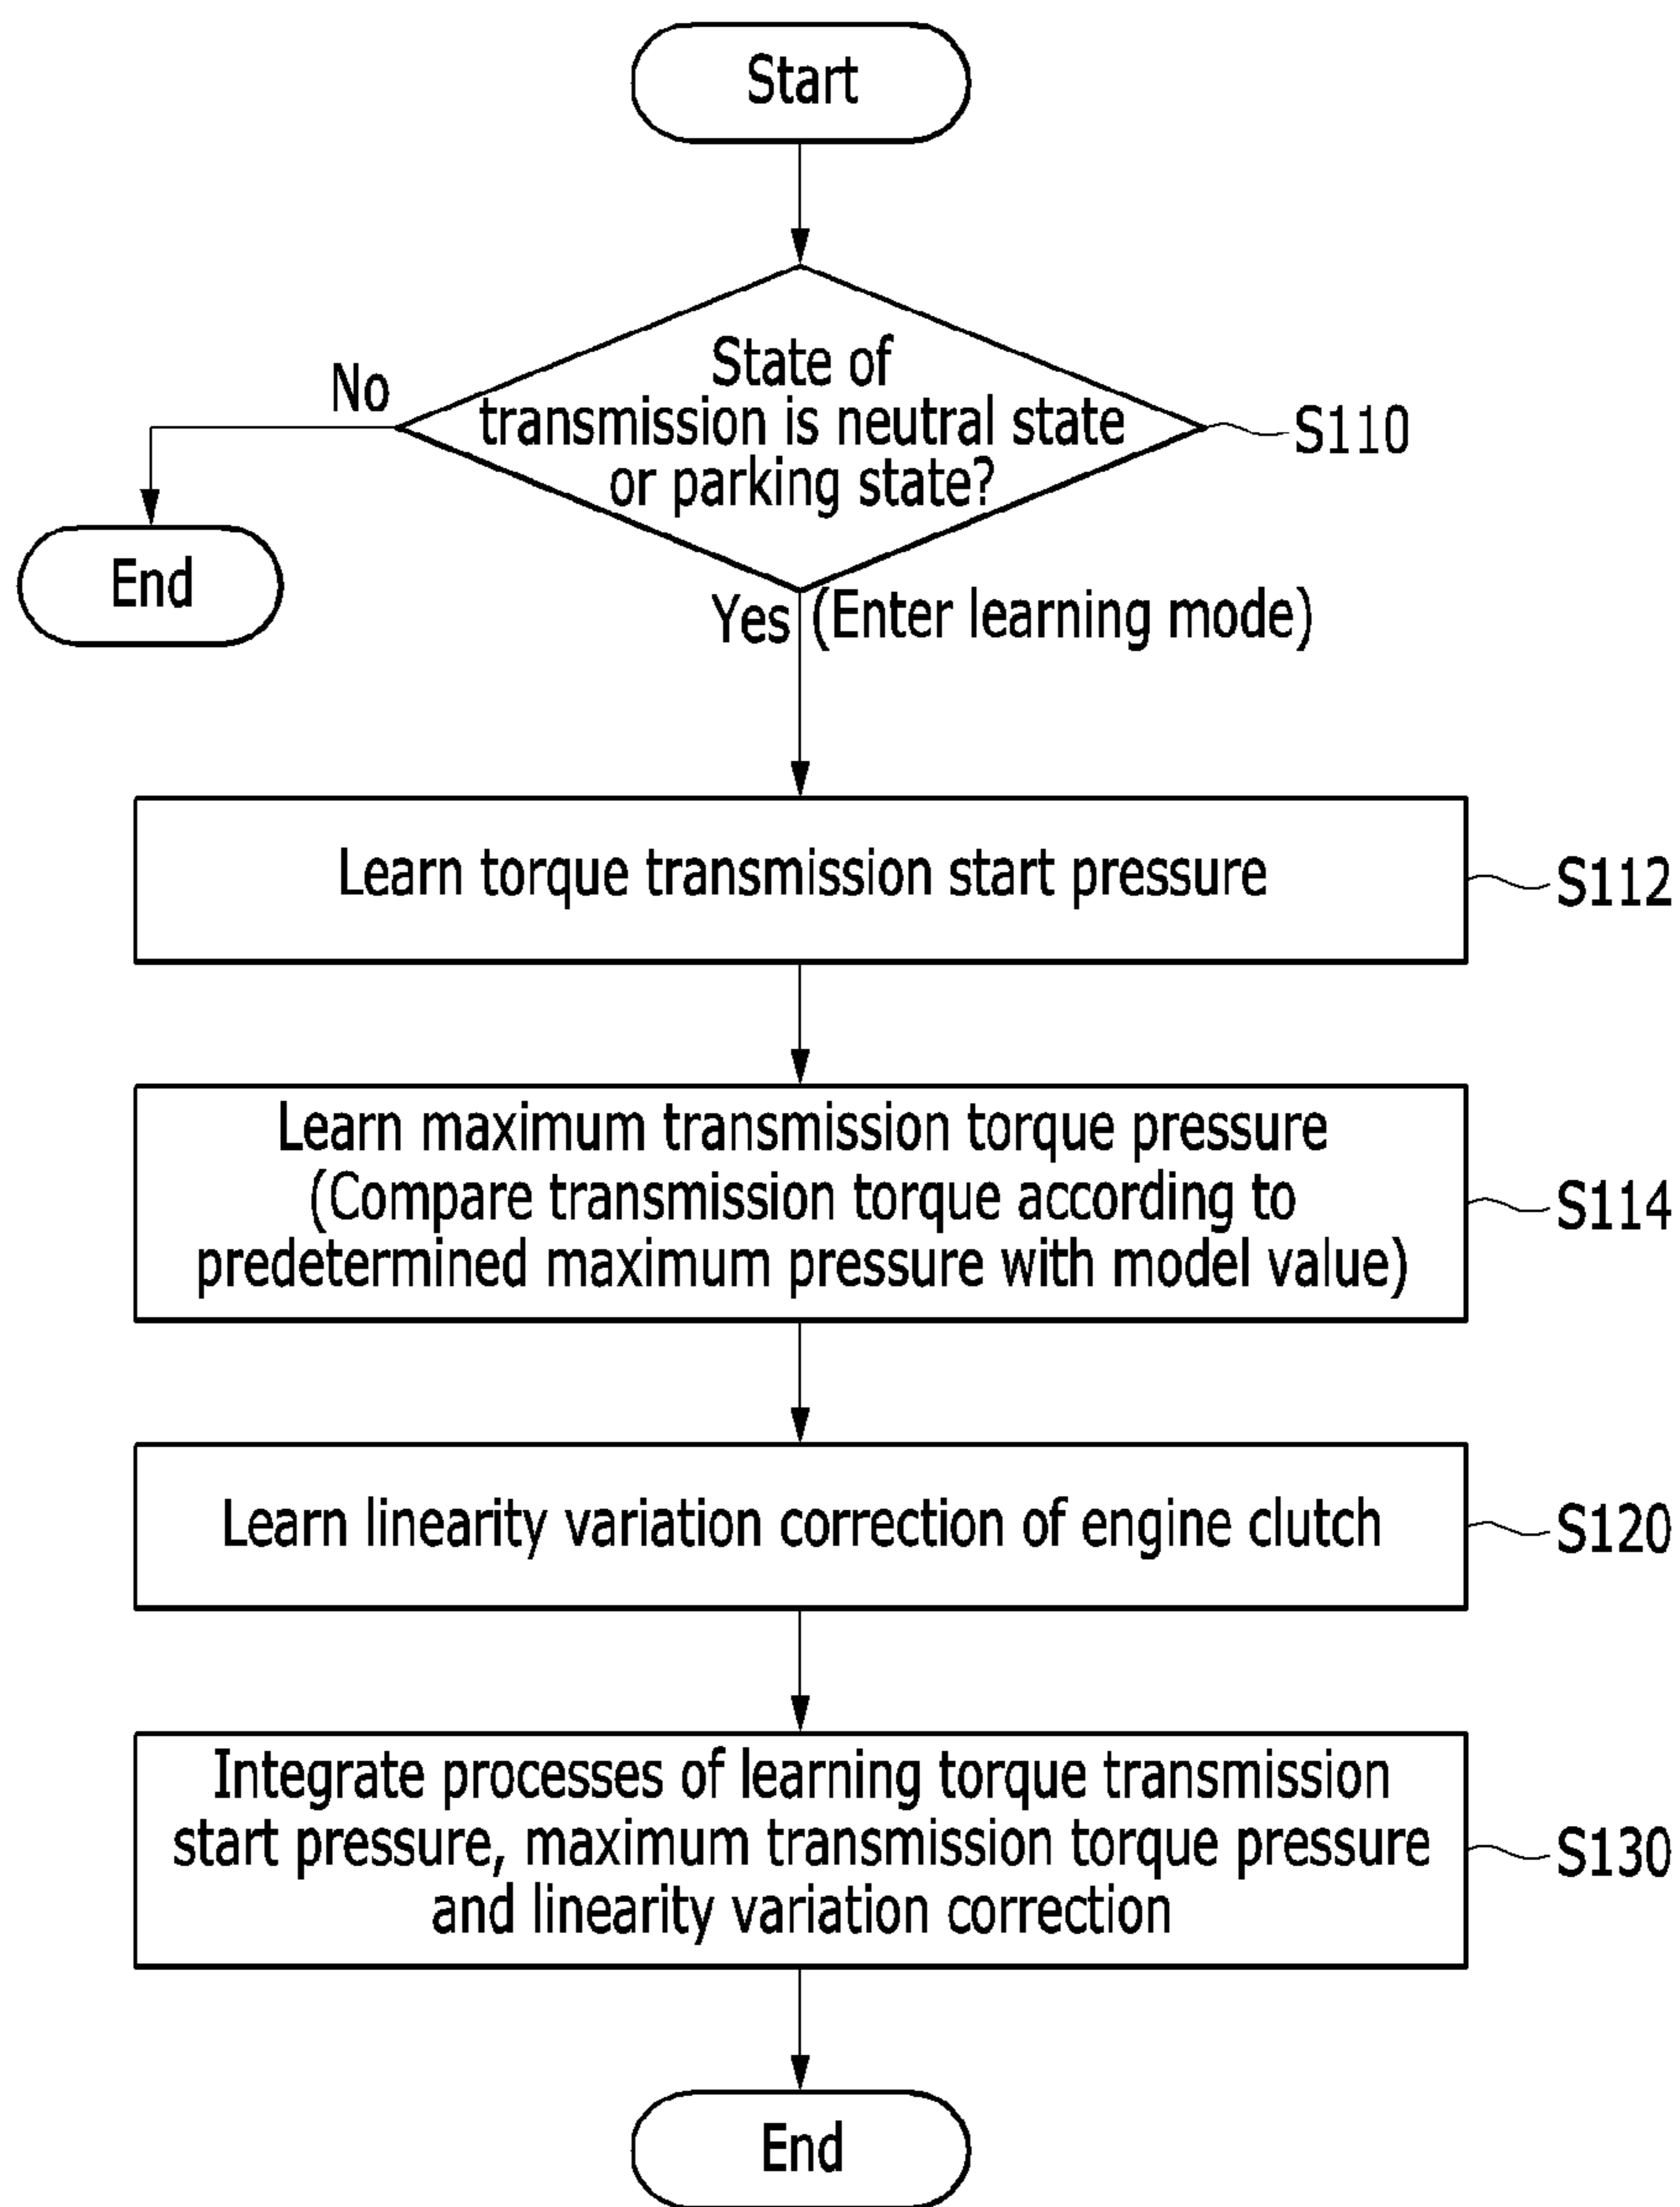 Start
State of
transmission is neutral state
or parking state?
S110
No
End
Yes (Enter learning mode)
Learn torque transmission start pressure
S112
Learn maximum transmission torque pressure
(Compare transmission torque according to
predetermined maximum pressure with model value)
S114
Learn linearity variation correction of engine clutch
S120
Integrate processes of learning torque transmission
start pressure, maximum transmission torque pressure
and linearity variation correction
S130
End